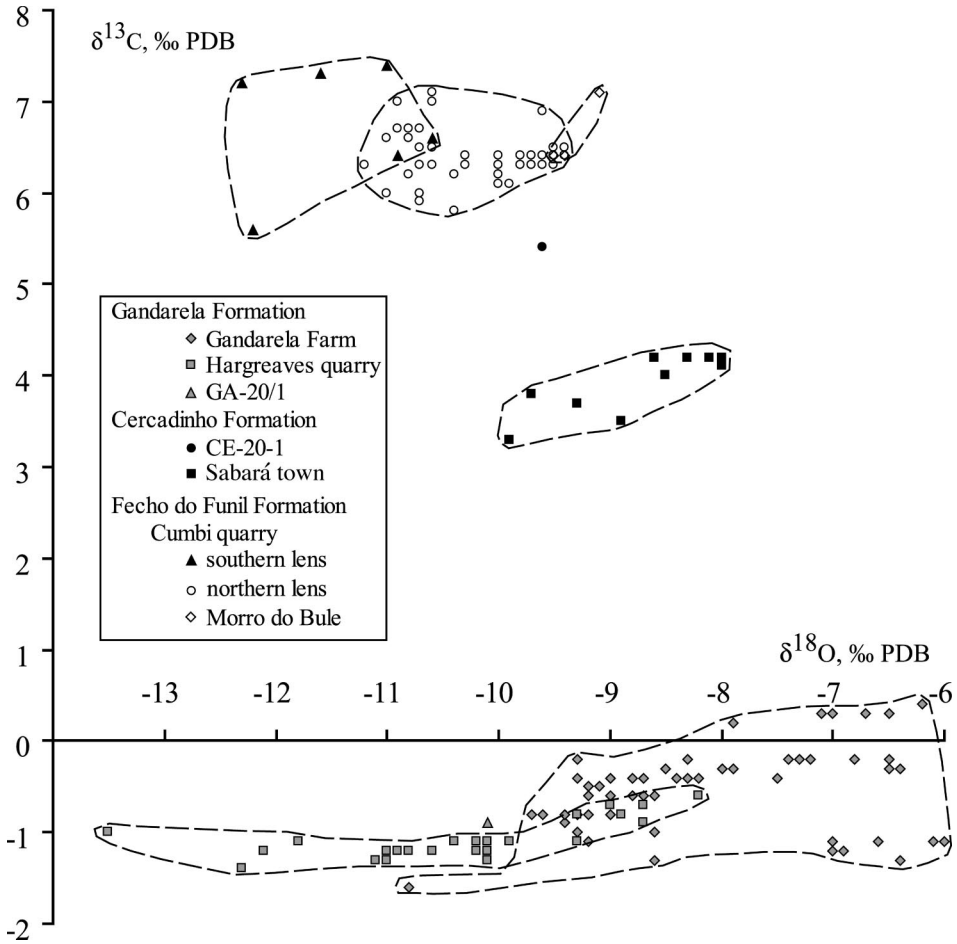 8
δ13C, ‰ PDB
7
6
5
Gandarela Formation
Gandarela Farm
Hargreaves quarry
GA-20/1
Cercadinho Formation
CE-20-1
Sabará town
Fecho do Funil Formation
Cumbi quarry
southern lens
northern lens
Morro do Bule
4
3
2
1
δ18O, ‰ PDB
-13 -12 -11 -10 -9 -8 -7 -6
0
-1
-2